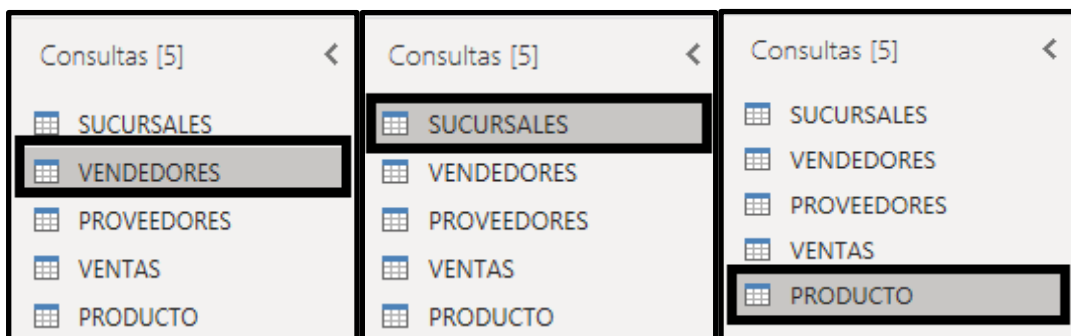 Consultas [5]
SUCURSALES
VENDEDORES
PROVEEDORES
VENTAS
PRODUCTO
Consultas [5]
SUCURSALES
VENDEDORES
PROVEEDORES
VENTAS
PRODUCTO
Consultas [5]
SUCURSALES
VENDEDORES
PROVEEDORES
VENTAS
PRODUCTO